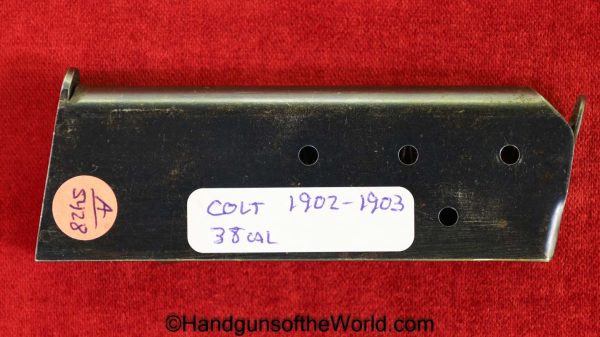 COLT 1902-1903
38 CAL
A
5428
©HandgunsoftheWorld.com